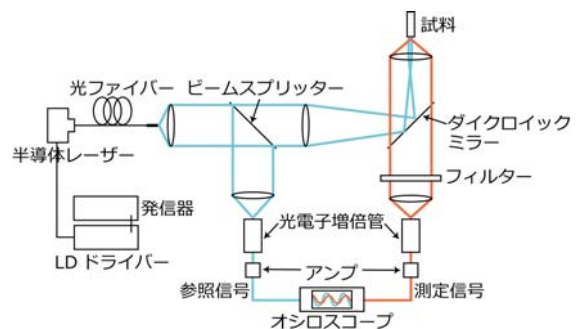 試料
光ファイバー
ビームスプリッター
ダイクロイック
ミラー
半導体レーザー
フィルター
発信器
光電子増倍管
LD ドライバー
アンプ
参照信号
測定信号
オシロスコープ